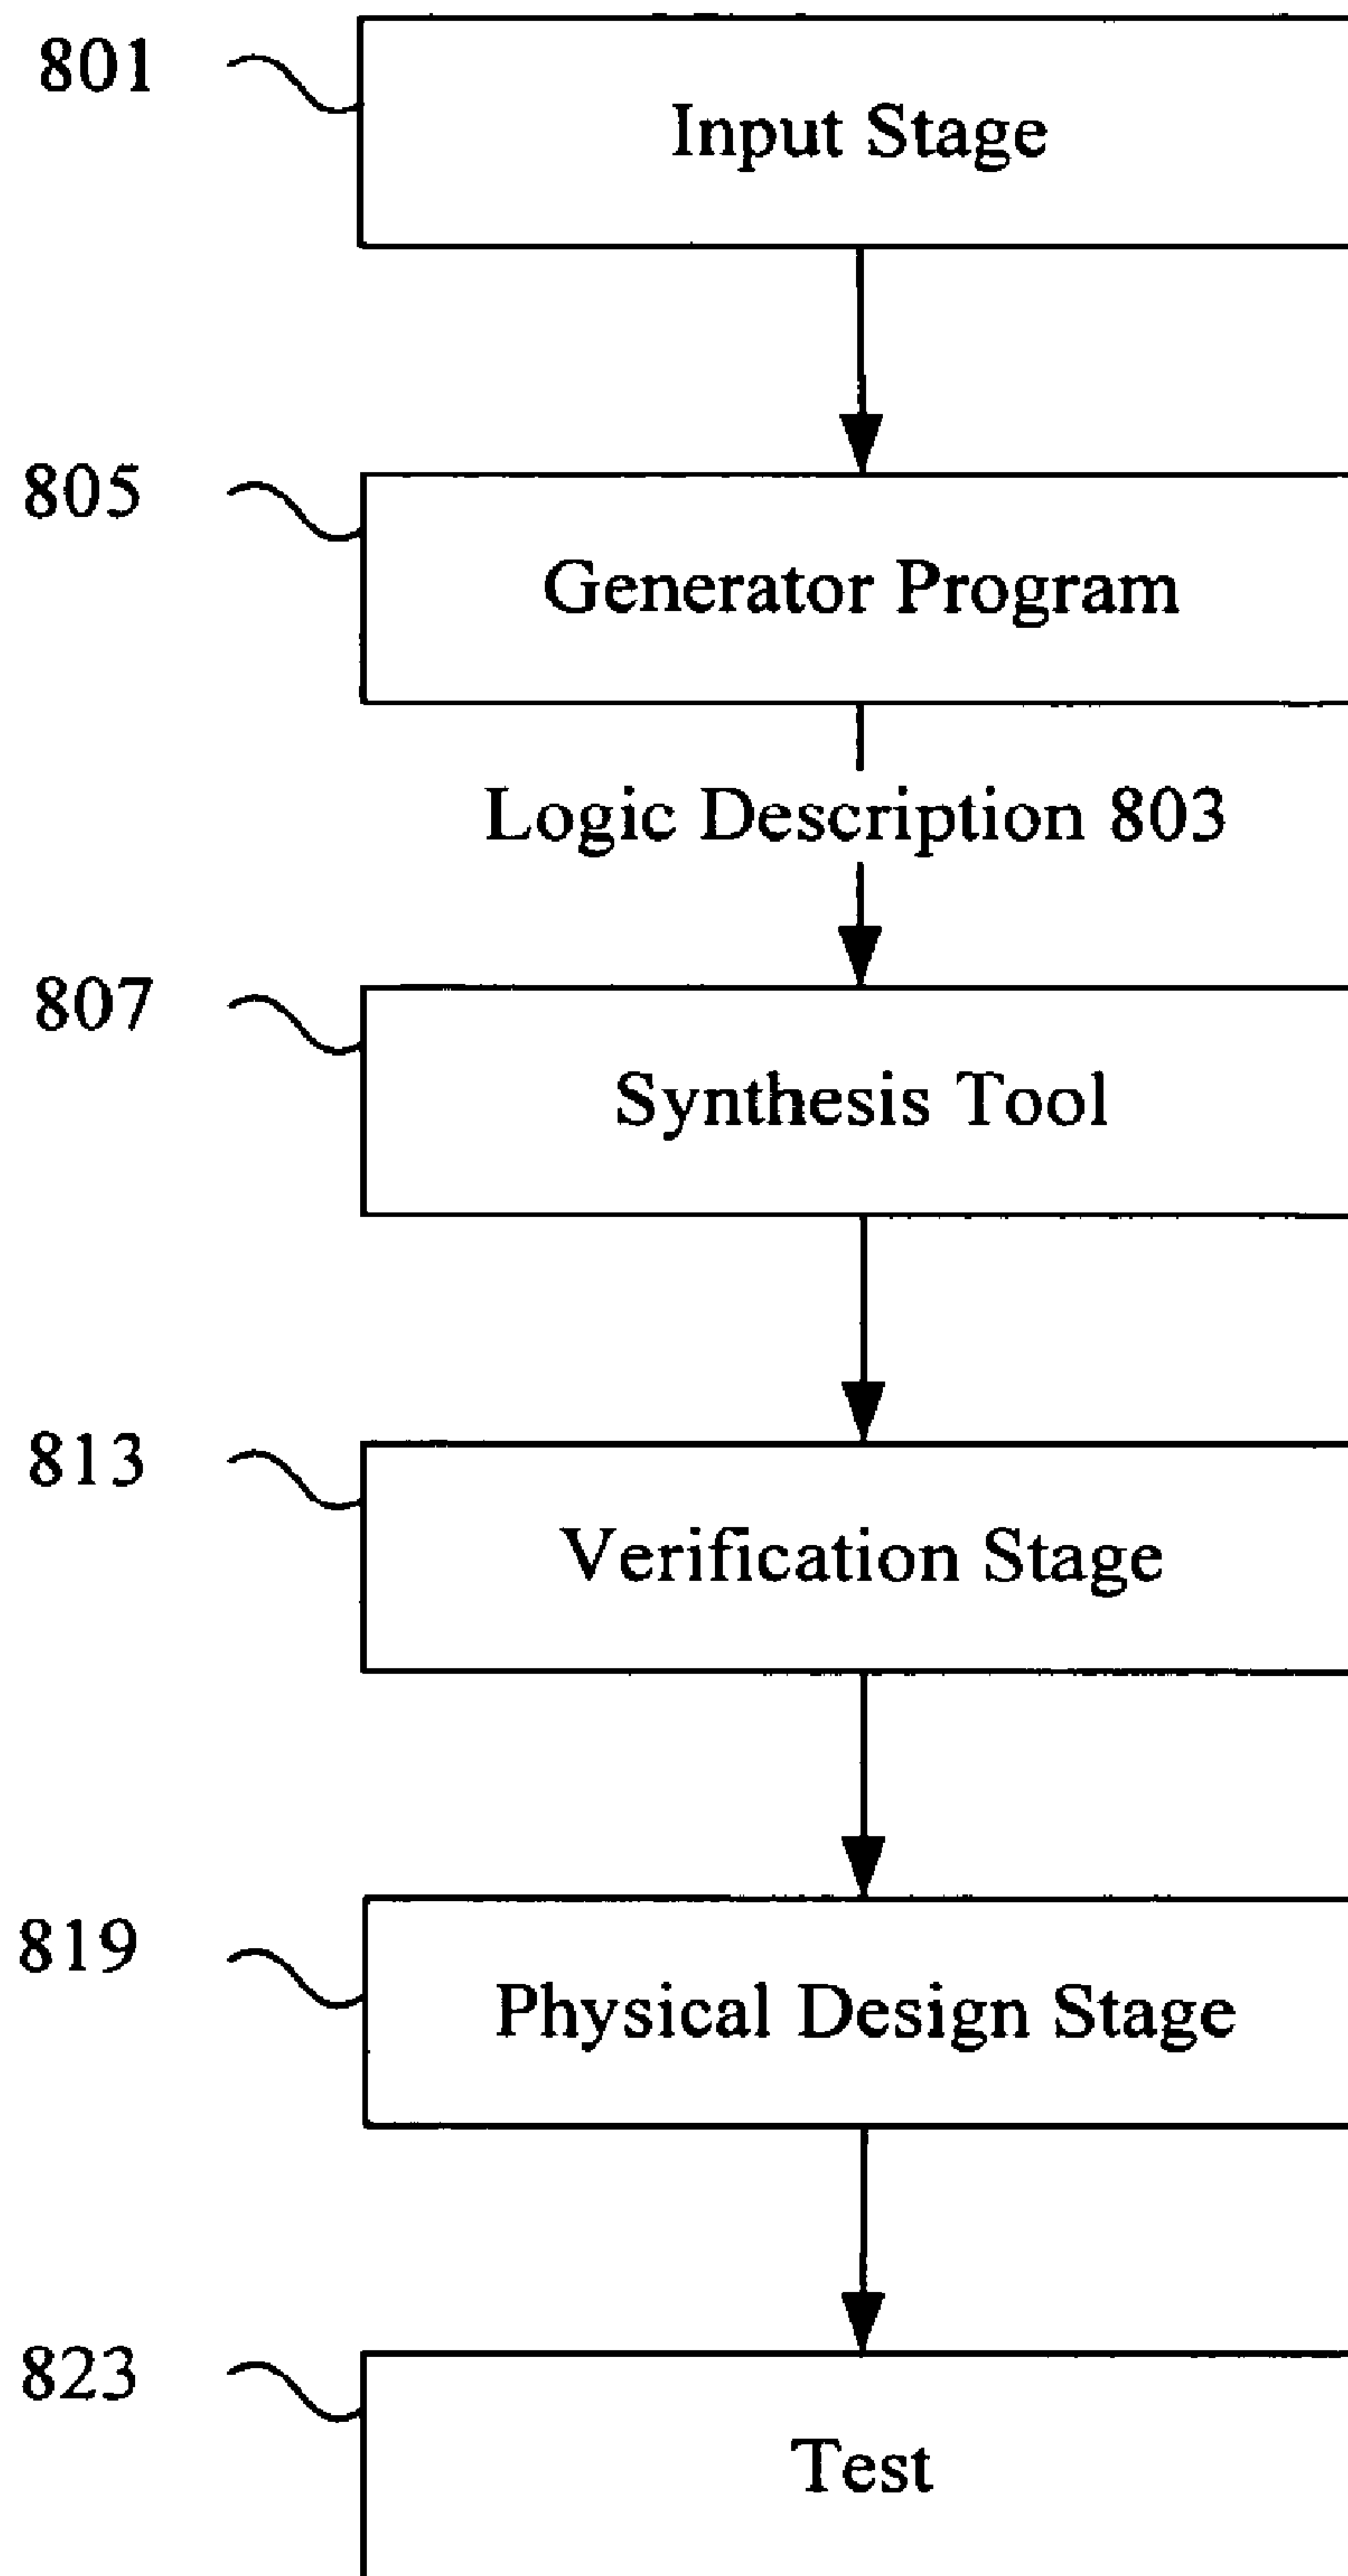 801
Input Stage
805
Generator Program
Logic Description 803
807
Synthesis Tool
813
Verification Stage
819
Physical Design Stage
823
Test